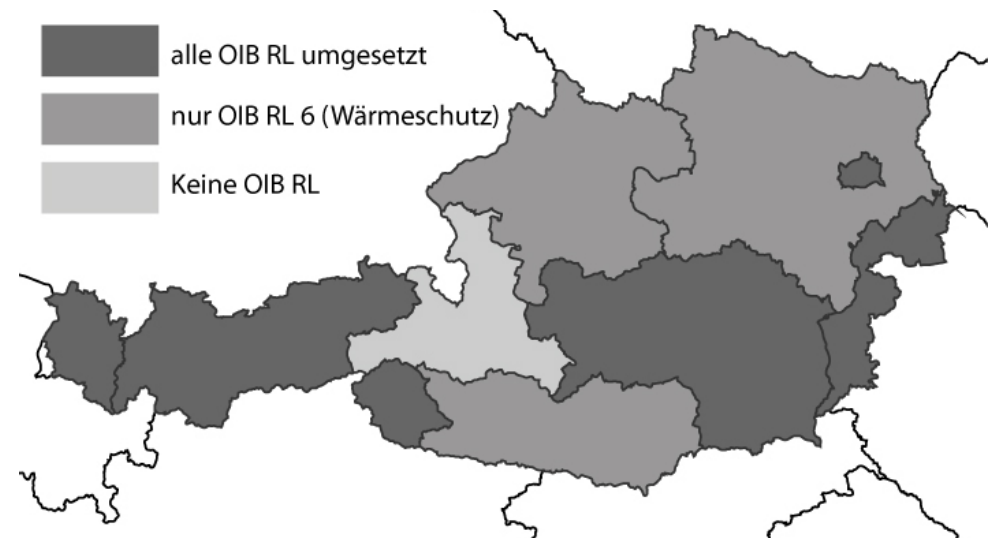 alle OIB RL umgesetzt
nur OIB RL 6 (Wärmeschutz)
Keine OIB RL